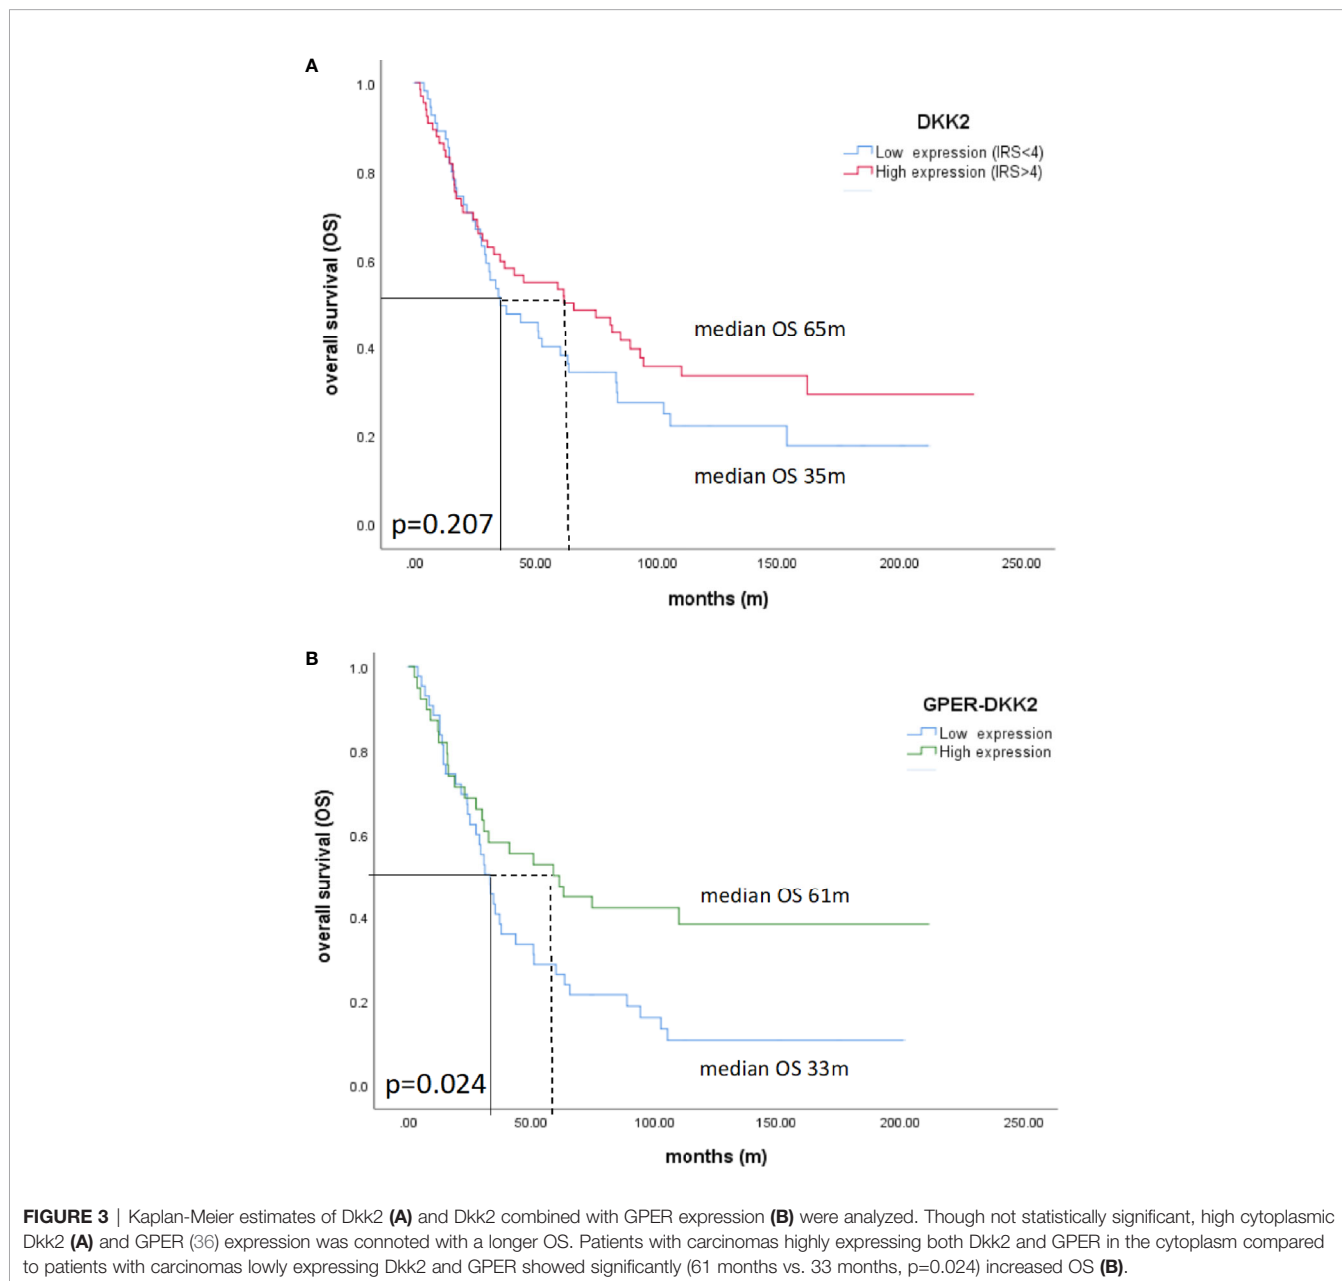 A
1.0
0.8
0.6
0.4
0.2
0.0
overall survival (OS)
DKK2
Low expression (IRS<4)
High expression (IRS>4)
median OS 65m
median OS 35m
p=0.207
.00 50.00 100.00 150.00 200.00 250.00
months (m)
B
1.0
0.8
0.6
0.4
0.2
0.0
overall survival (OS)
GPER-DKK2
Low expression
High expression
median OS 61m
median OS 33m
p=0.024
.00 50.00 100.00 150.00 200.00 250.00
months (m)
FIGURE 3 | Kaplan-Meier estimates of Dkk2 (A) and Dkk2 combined with GPER expression (B) were analyzed. Though not statistically significant, high cytoplasmic
Dkk2 (A) and GPER (36) expression was connoted with a longer OS. Patients with carcinomas highly expressing both Dkk2 and GPER in the cytoplasm compared
to patients with carcinomas lowly expressing Dkk2 and GPER showed significantly (61 months vs. 33 months, p=0.024) increased OS (B).